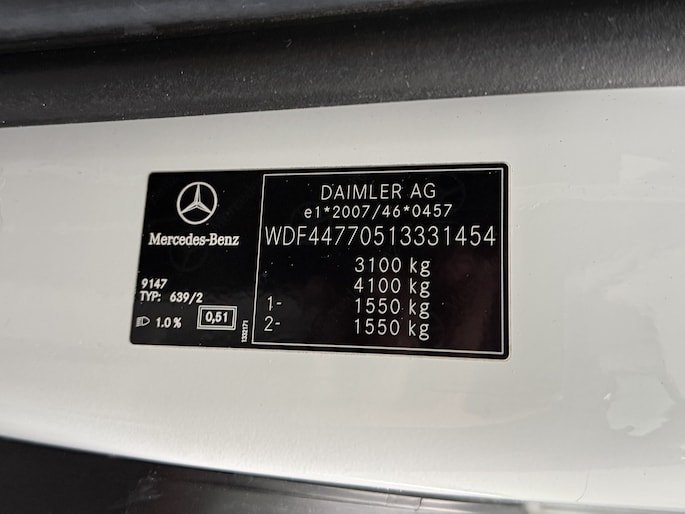 Mercedes-Benz
9147
TYP: 639/2
1.0 %
0,51
1332171
DAIMLER AG
e1*2007/46*0457
WDF44770513331454
3100 kg
4100 kg
1- 1550 kg
2- 1550 kg